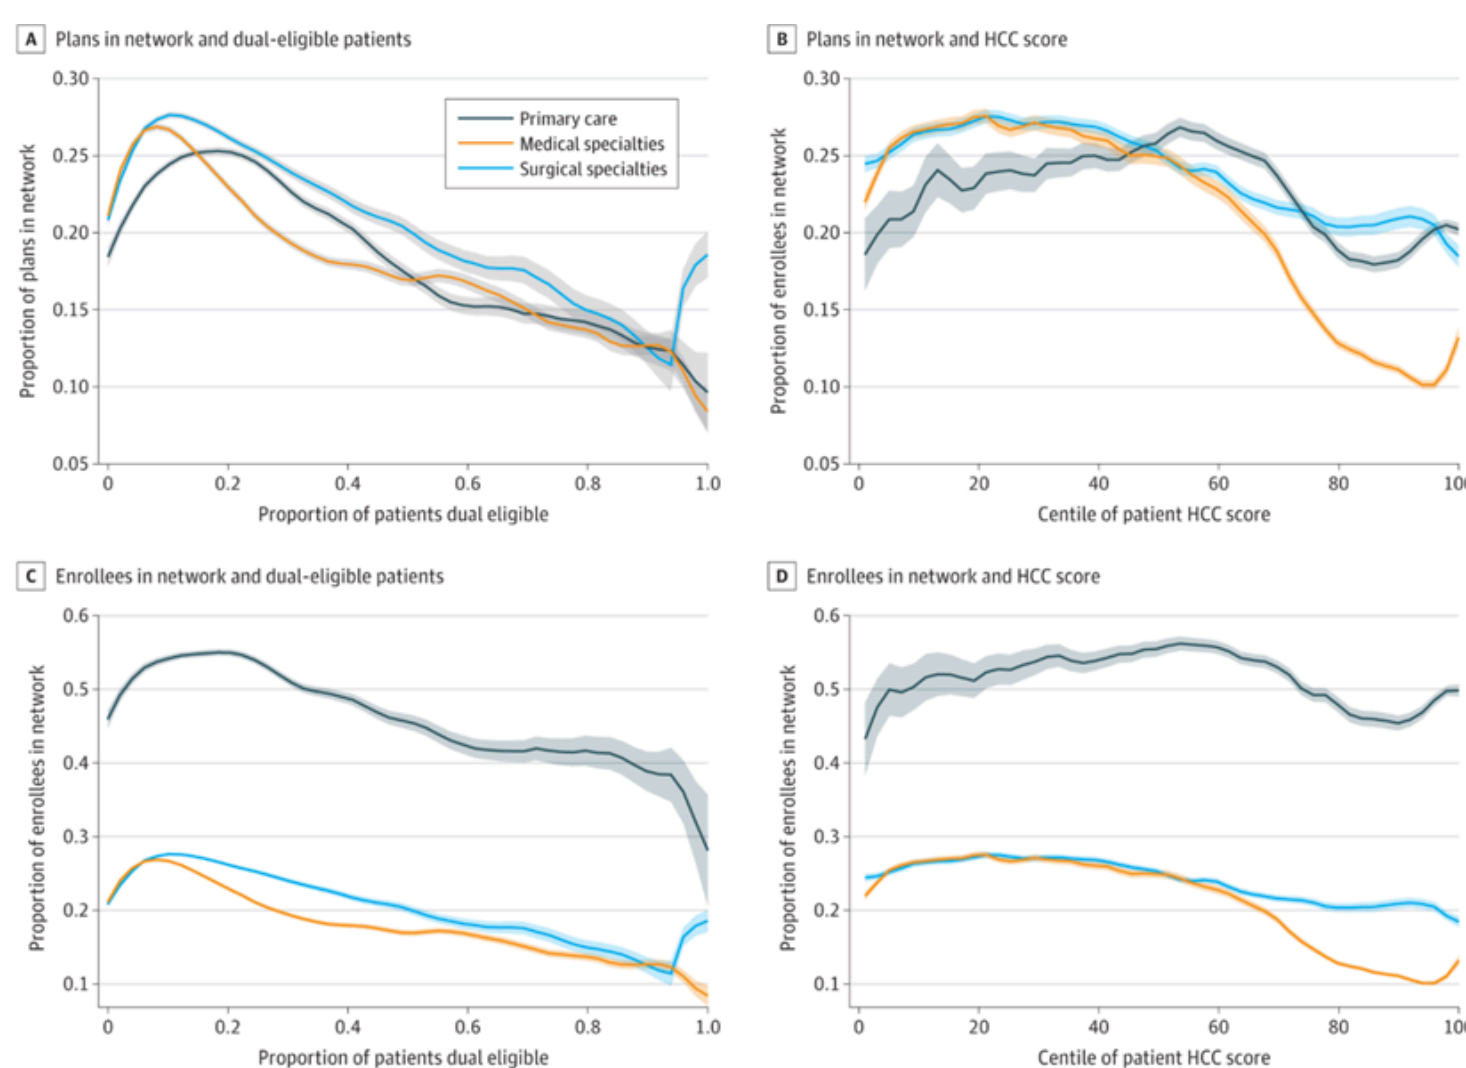 A Plans in network and dual-eligible patients
Proportion of plans in network
0.30
0.25
0.20
0.15
0.10
0.05
Primary care
Medical specialties
Surgical specialties
0 0.2 0.4 0.6 0.8 1.0
Proportion of patients dual eligible
B Plans in network and HCC score
Proportion of enrollees in network
0.30
0.25
0.20
0.15
0.10
0.05
0 20 40 60 80 100
Centile of patient HCC score
C Enrollees in network and dual-eligible patients
Proportion of enrollees in network
0.6
0.5
0.4
0.3
0.2
0.1
0 0.2 0.4 0.6 0.8 1.0
Proportion of patients dual eligible
D Enrollees in network and HCC score
Proportion of enrollees in network
0.6
0.5
0.4
0.3
0.2
0.1
0 20 40 60 80 100
Centile of patient HCC score